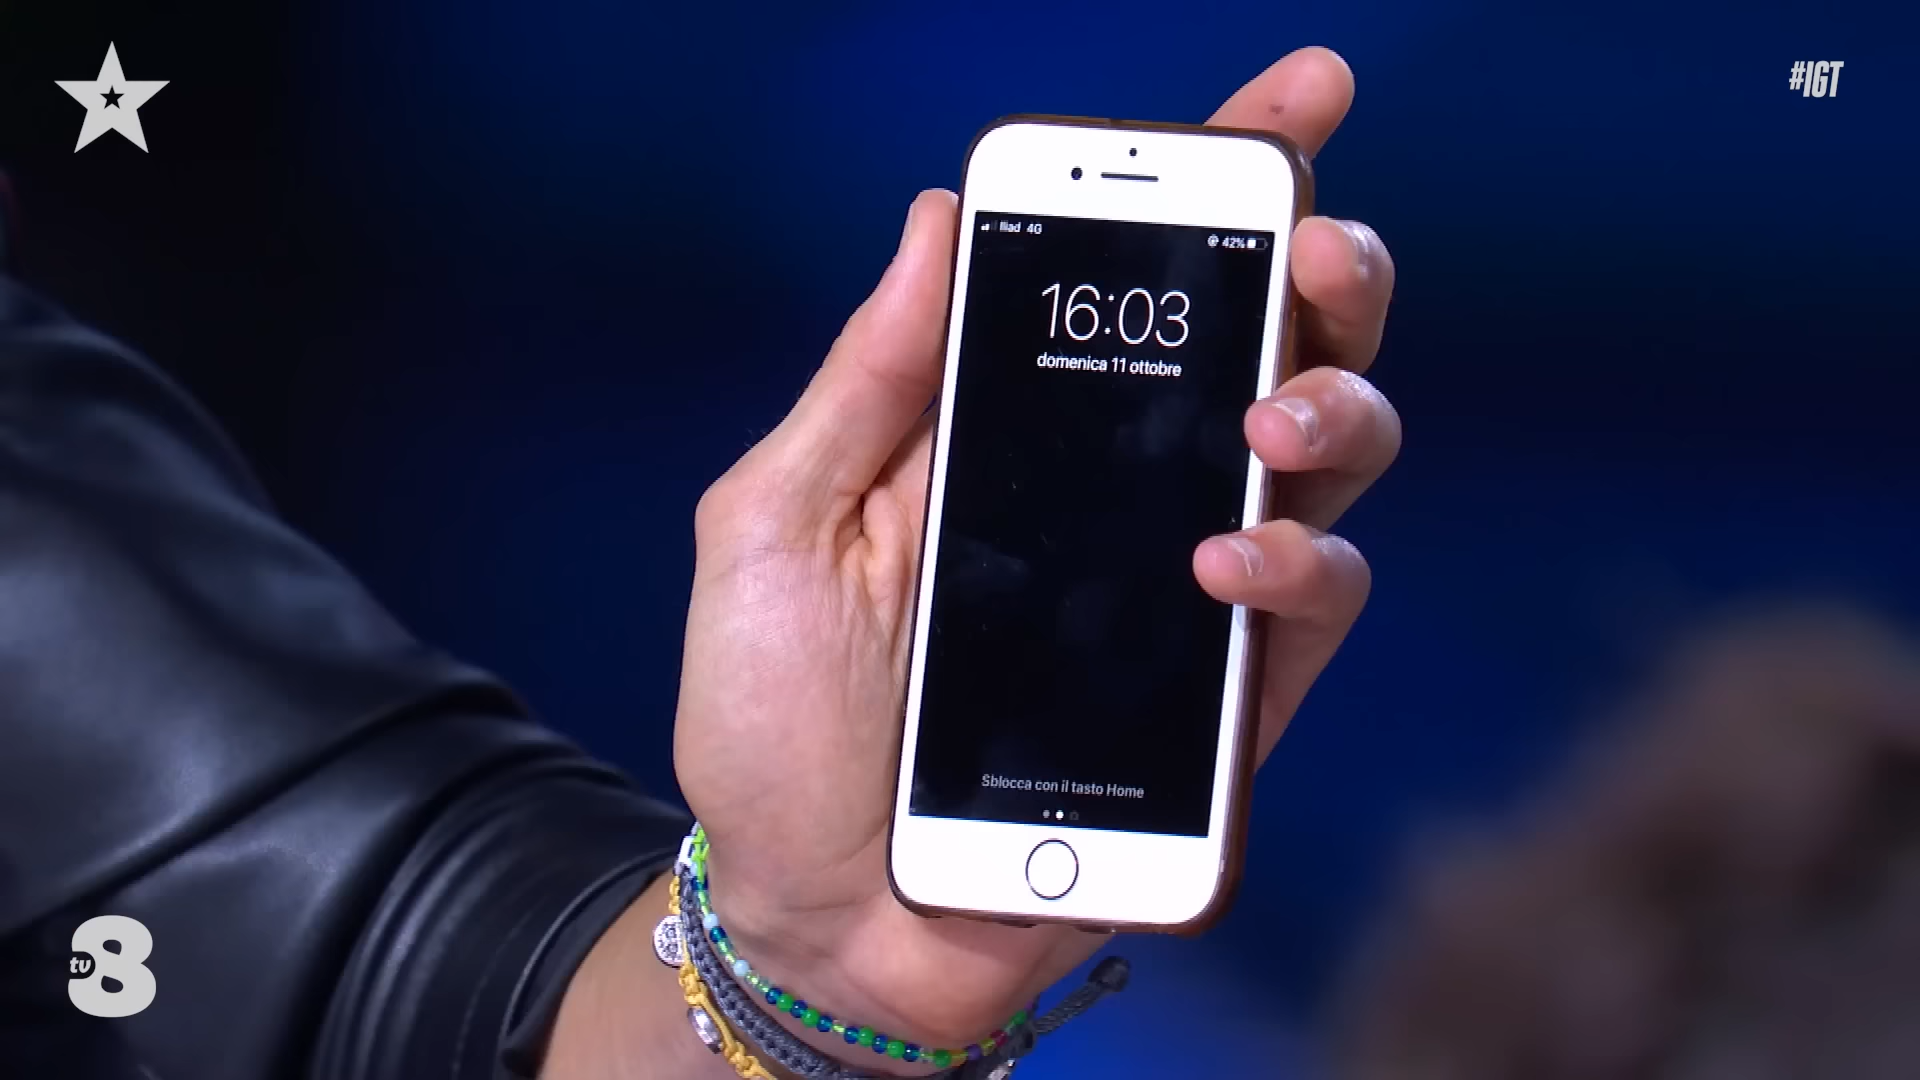 #IGT
Iliad 4G
42%
16:03
domenica 11 ottobre
Sblocca con il tasto Home
tv8